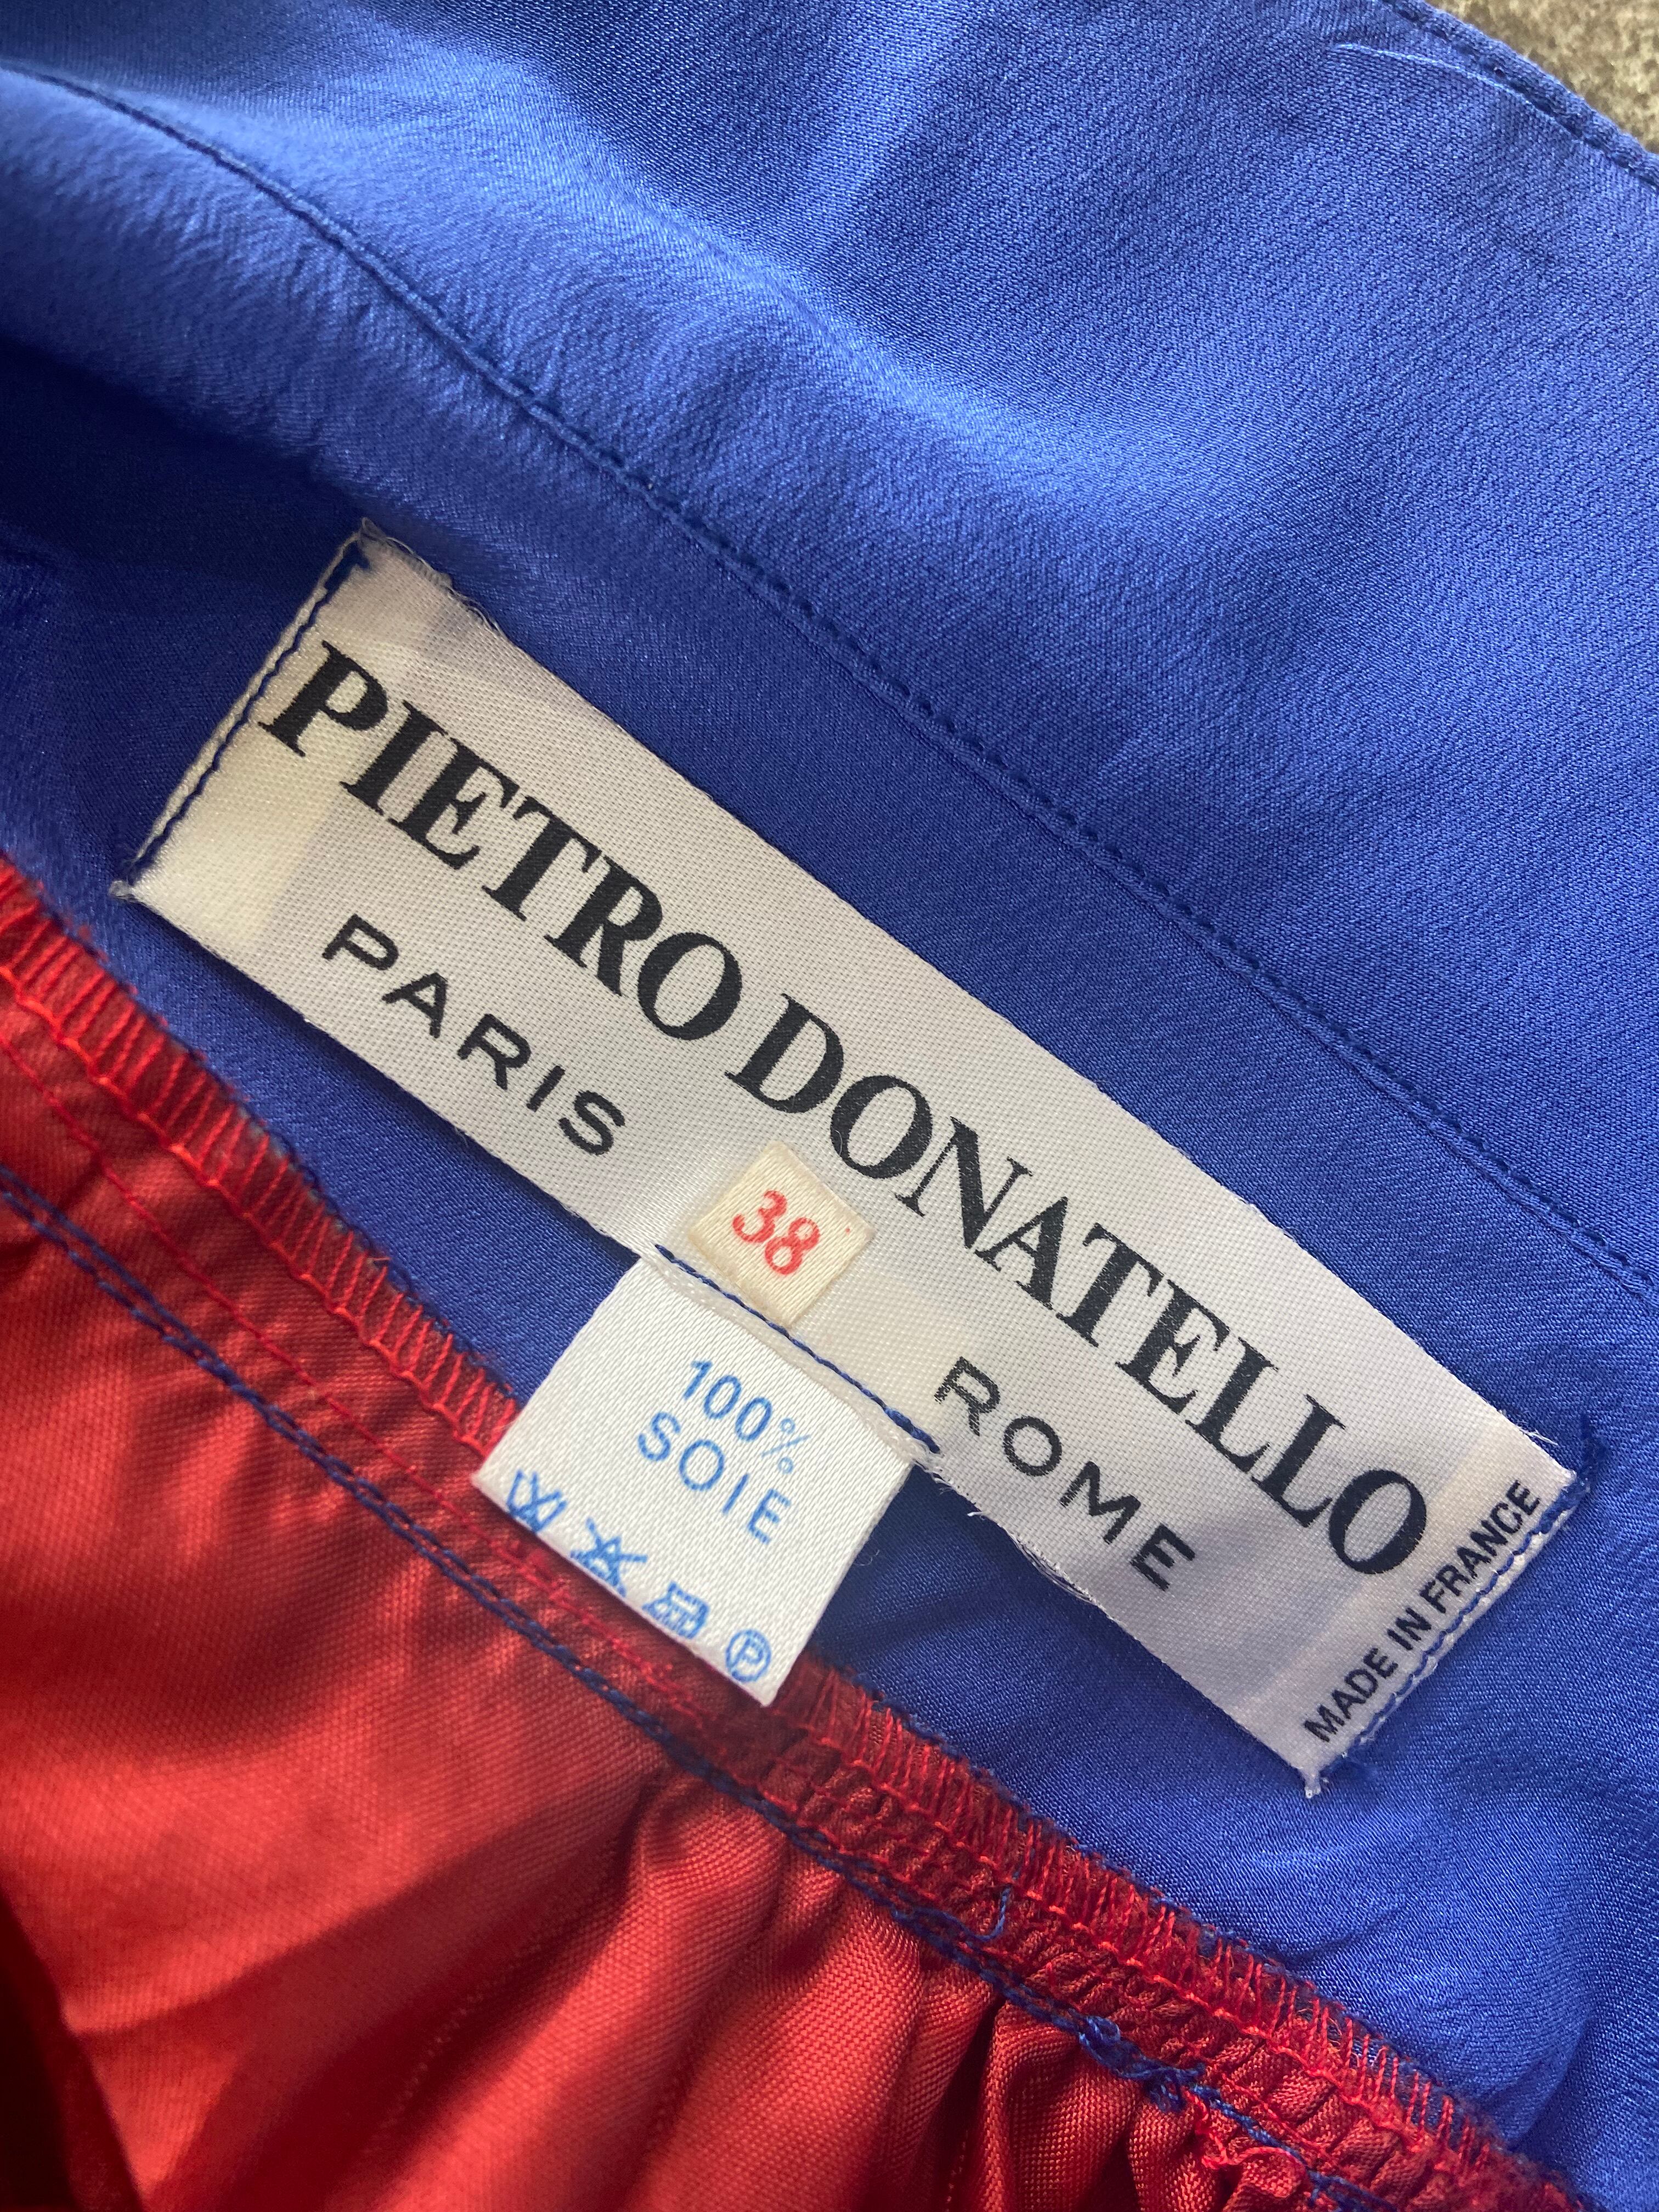 PIETRO DONATELLO
PARIS
38
ROME
MADE IN FRANCE
100%
SOIE
P